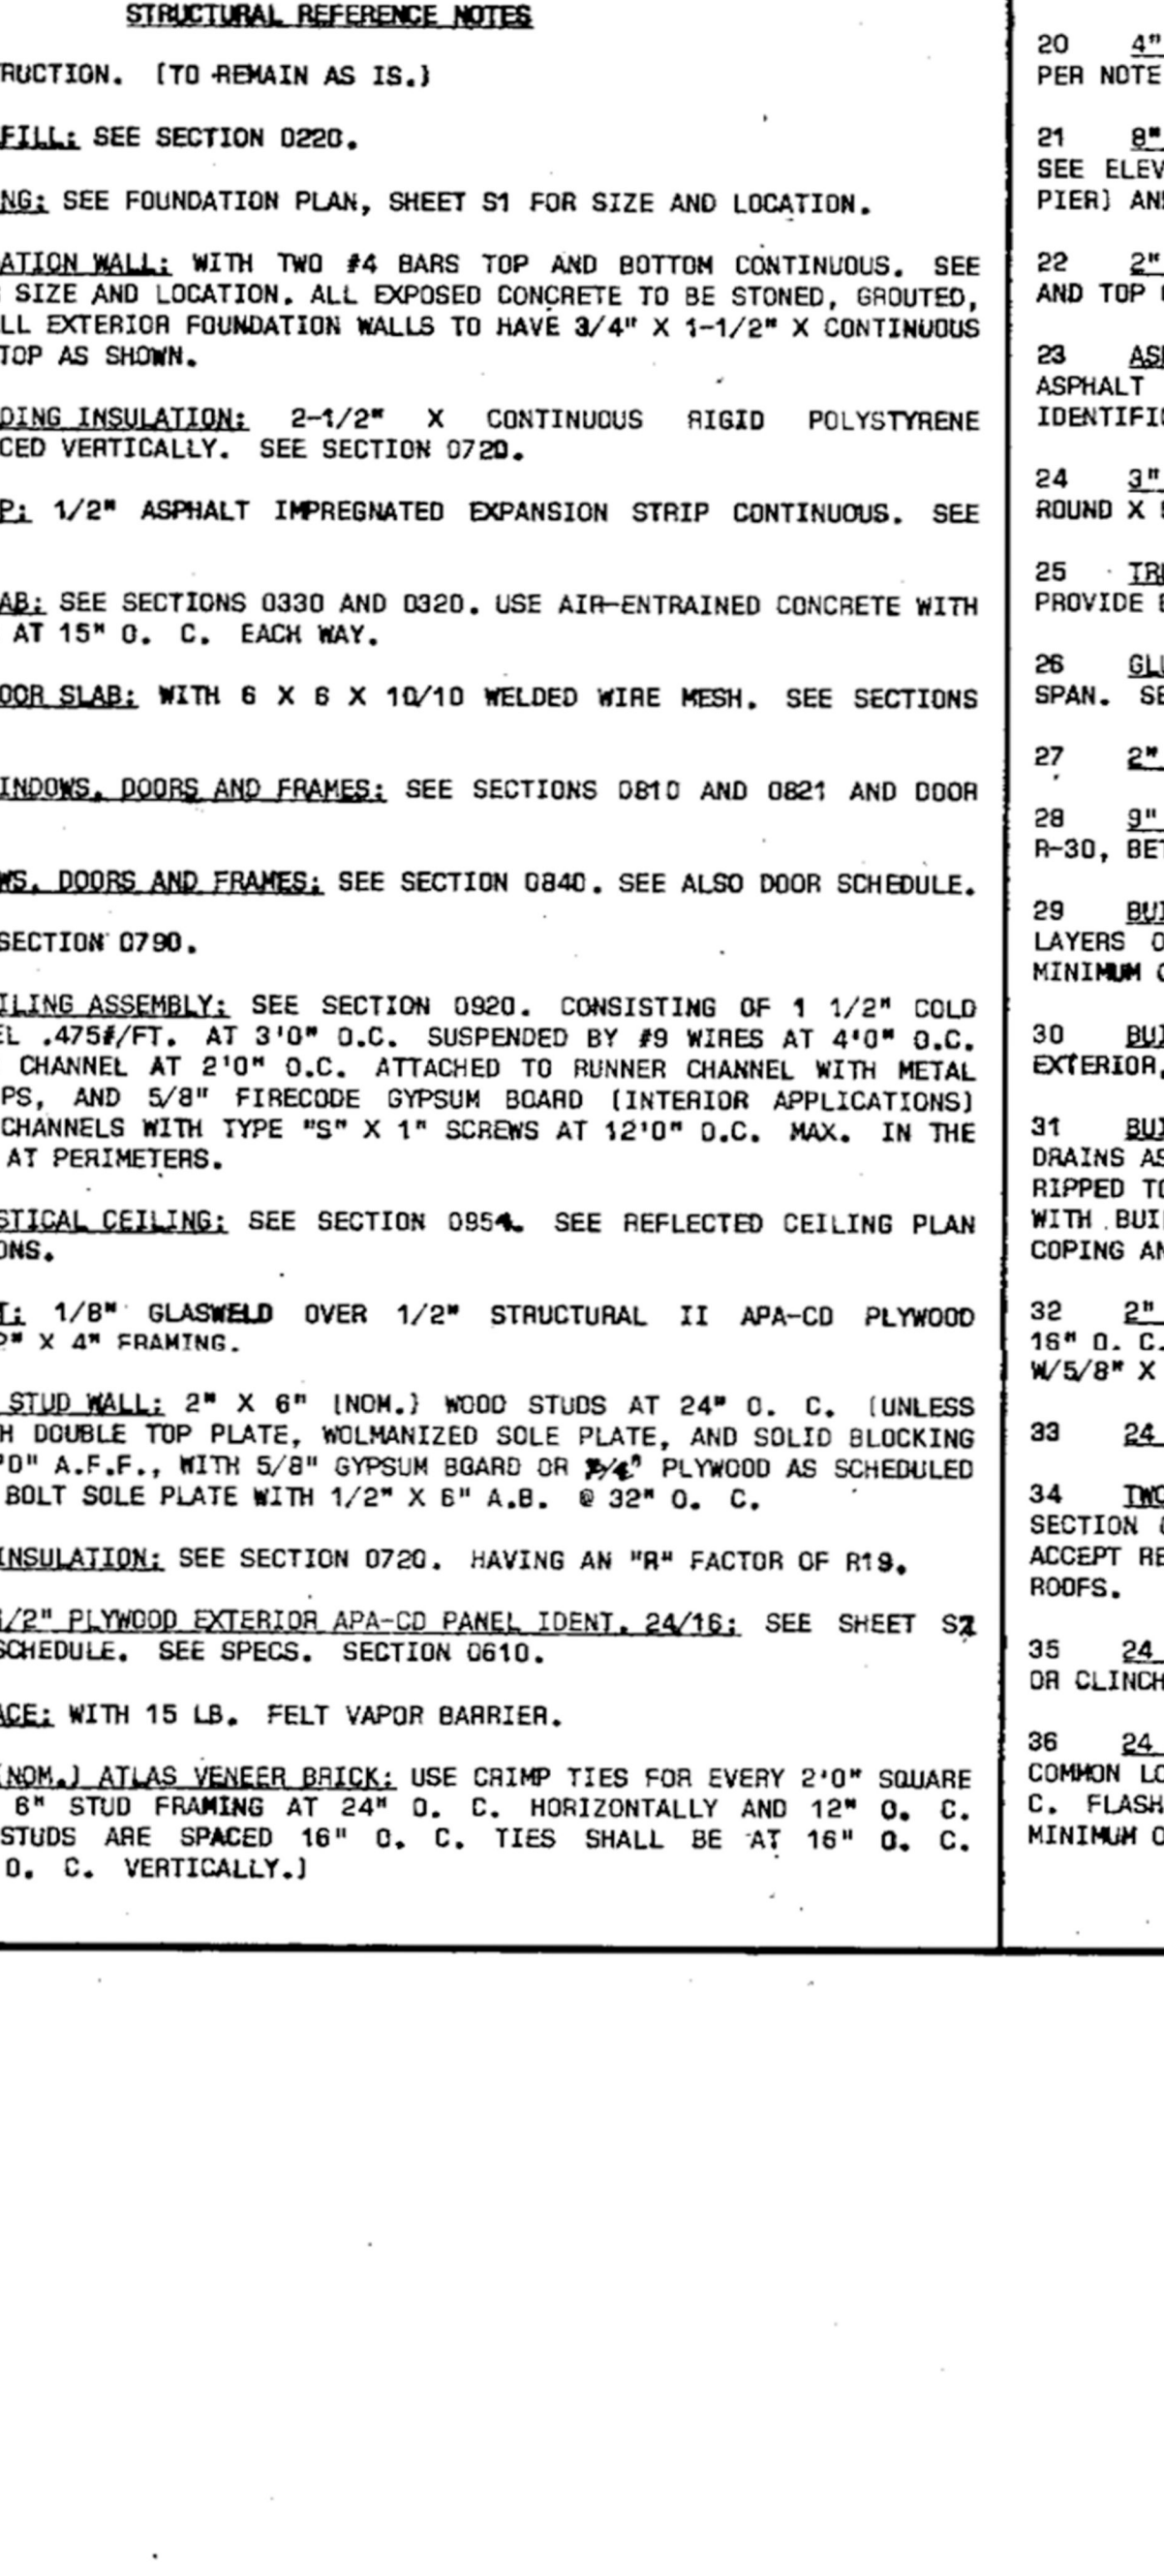 STRUCTURAL REFERENCE NOTES
RUCTION. (TO REMAIN AS IS.)
FILL: SEE SECTION 0220.
NG: SEE FOUNDATION PLAN, SHEET S1 FOR SIZE AND LOCATION.
ATION WALL: WITH TWO #4 BARS TOP AND BOTTOM CONTINUOUS. SEE
SIZE AND LOCATION. ALL EXPOSED CONCRETE TO BE STONED, GROUTED,
LL EXTERIOR FOUNDATION WALLS TO HAVE 3/4" X 1-1/2" X CONTINUOUS
TOP AS SHOWN.
DING INSULATION: 2-1/2" X CONTINUOUS RIGID POLYSTYRENE
CED VERTICALLY. SEE SECTION 0720.
P: 1/2" ASPHALT IMPREGNATED EXPANSION STRIP CONTINUOUS. SEE
AB: SEE SECTIONS 0330 AND 0320. USE AIR-ENTRAINED CONCRETE WITH
AT 15" O. C. EACH WAY.
OOR SLAB: WITH 6 X 6 X 10/10 WELDED WIRE MESH. SEE SECTIONS
INDOWS, DOORS AND FRAMES: SEE SECTIONS 0810 AND 0821 AND DOOR
WS, DOORS AND FRAMES: SEE SECTION 0840. SEE ALSO DOOR SCHEDULE.
SECTION 0790.
ILING ASSEMBLY: SEE SECTION 0920. CONSISTING OF 1 1/2" COLD
EL .475#/FT. AT 3'0" O.C. SUSPENDED BY #9 WIRES AT 4'0" O.C.
CHANNEL AT 2'0" O.C. ATTACHED TO RUNNER CHANNEL WITH METAL
PS, AND 5/8" FIRECODE GYPSUM BOARD (INTERIOR APPLICATIONS)
CHANNELS WITH TYPE "S" X 1" SCREWS AT 12'0" O.C. MAX. IN THE
AT PERIMETERS.
STICAL CEILING: SEE SECTION 0951. SEE REFLECTED CEILING PLAN
ONS.
T: 1/8" GLASWELD OVER 1/2" STRUCTURAL II APA-CD PLYWOOD
2" X 4" FRAMING.
STUD WALL: 2" X 6" (NOM.) WOOD STUDS AT 24" O. C. (UNLESS
H DOUBLE TOP PLATE, WOLMANIZED SOLE PLATE, AND SOLID BLOCKING
'0" A.F.F., WITH 5/8" GYPSUM BOARD OR 3/4" PLYWOOD AS SCHEDULED
BOLT SOLE PLATE WITH 1/2" X 6" A.B. @ 32" O. C.
INSULATION: SEE SECTION 0720. HAVING AN "R" FACTOR OF R19.
1/2" PLYWOOD EXTERIOR APA-CD PANEL IDENT. 24/16: SEE SHEET
SCHEDULE. SEE SPECS. SECTION 0610.
ACE: WITH 15 LB. FELT VAPOR BARRIER.
(NOM.) ATLAS VENEER BRICK: USE CRIMP TIES FOR EVERY 2'0" SQUARE
6" STUD FRAMING AT 24" O. C. HORIZONTALLY AND 12" O. C.
STUDS ARE SPACED 16" O. C. TIES SHALL BE AT 16" O. C.
O. C. VERTICALLY.)
20 4"
PER NOTE
21 8"
SEE ELEV
PIER) AN
22 2"
AND TOP
23 AS
ASPHALT
IDENTIFI
24 3"
ROUND X
25 TR
PROVIDE
26 GL
SPAN. SE
27 2"
28 9"
R-30, BET
29 BUI
LAYERS O
MINIMUM
30 BUI
EXTERIOR,
31 BUI
DRAINS AS
RIPPED TO
WITH BUI
COPING AN
32 2"
16" O. C.
W/5/8" X
33 24
34 TWO
SECTION
ACCEPT RE
ROOFS.
35 24
OR CLINCH
36 24
COMMON LO
C. FLASH
MINIMUM O